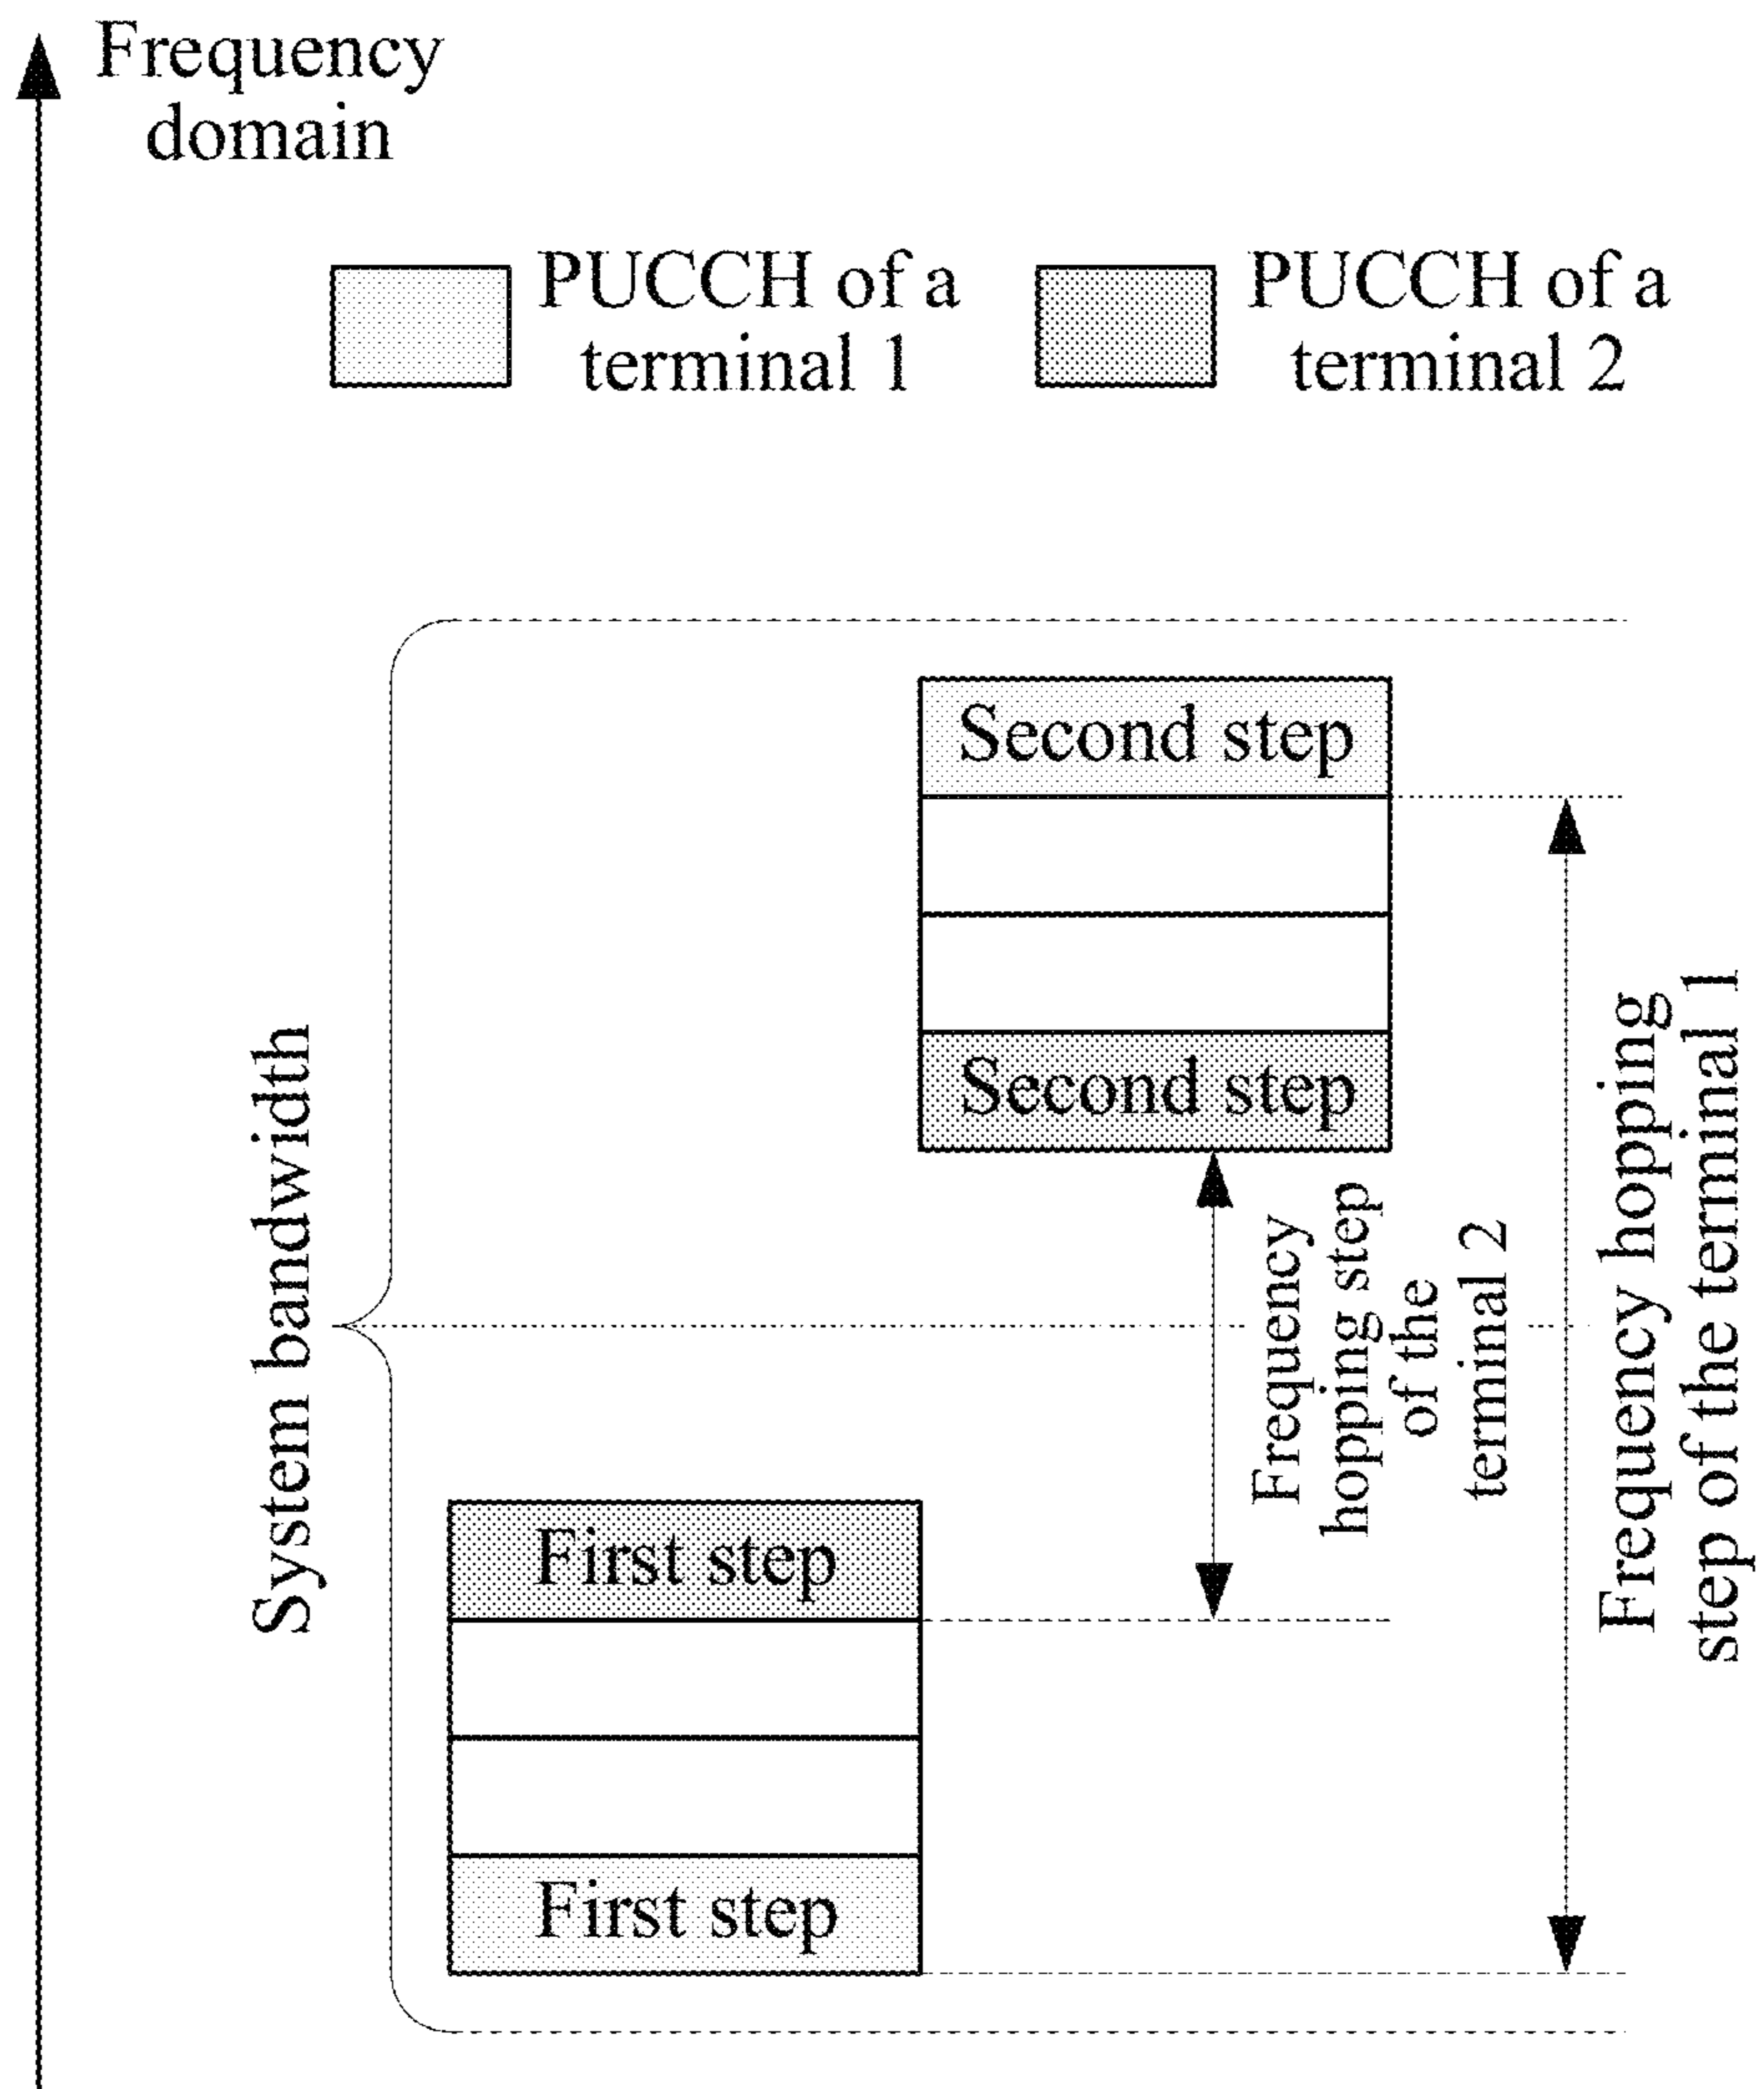 Frequency
domain
PUCCH of a
terminal 1
PUCCH of a
terminal 2
Second step
Second step
System bandwidth
Frequency
hopping step
of the
terminal 2
Frequency hopping
step of the terminal 1
First step
First step